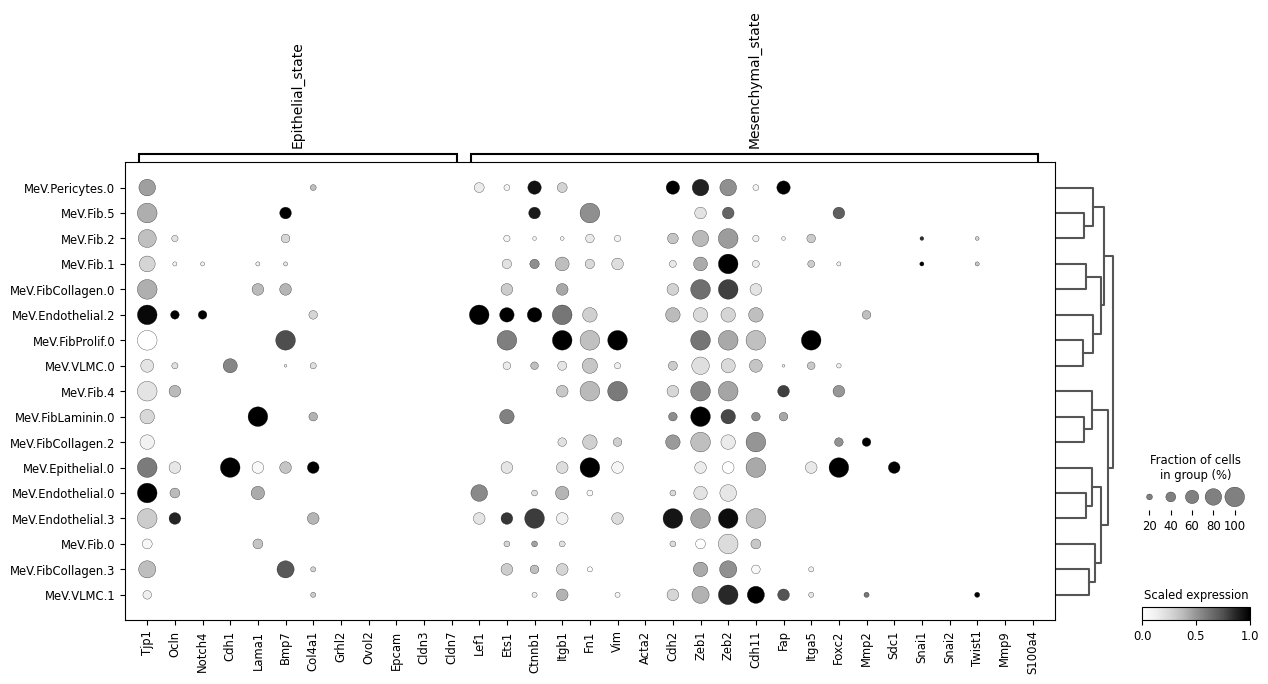 Epithelial_state
Mesenchymal_state
MeV.Pericytes.0
MeV.Fib.5
MeV.Fib.2
MeV.Fib.1
MeV.FibCollagen.0
MeV.Endothelial.2
MeV.FibProlif.0
MeV.VLMC.0
MeV.Fib.4
MeV.FibLaminin.0
MeV.FibCollagen.2
MeV.Epithelial.0
MeV.Endothelial.0
MeV.Endothelial.3
MeV.Fib.0
MeV.FibCollagen.3
MeV.VLMC.1
Tjp1
Ocln
Notch4
Cdh1
Lama1
Bmp7
Col4a1
Grhl2
Ovol2
Epcam
Cldn3
Cldn7
Lef1
Ets1
Ctnnb1
Itgb1
Fn1
Vim
Acta2
Cdh2
Zeb1
Zeb2
Cdh11
Fap
Itga5
Foxc2
Mmp2
Sdc1
Snai1
Snai2
Twist1
Mmp9
S100a4
Fraction of cells
in group (%)
20 40 60 80 100
Scaled expression
0.0 0.5 1.0